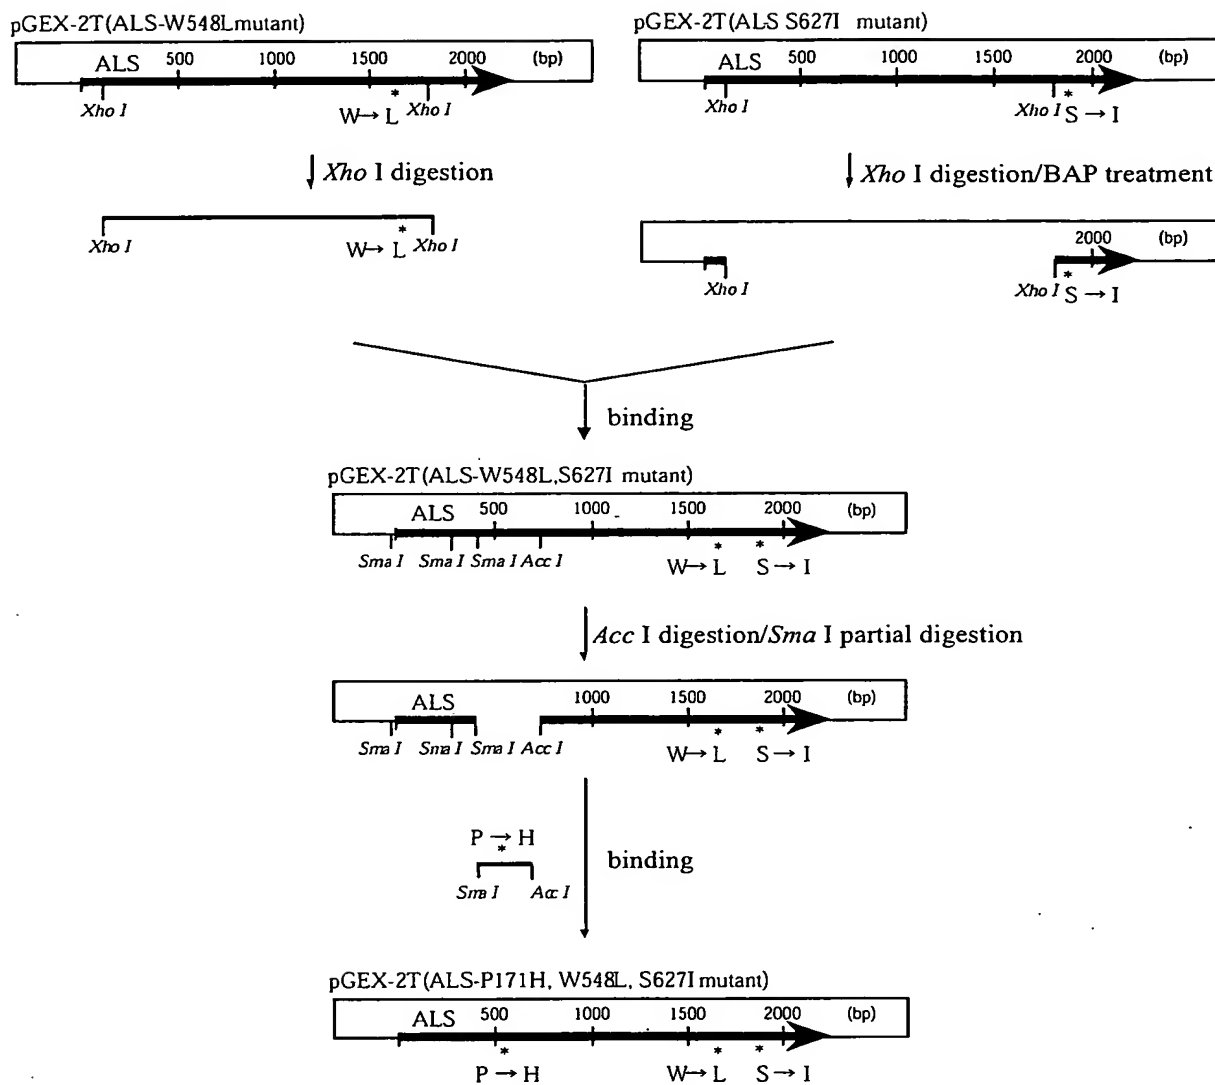 pGEX-2T(ALS-W548Lmutant)
pGEX-2T(ALS S627I mutant)
ALS 500 1000 1500 2000 (bp)
ALS 500 1000 1500 2000 (bp)
Xho I * Xho I
W→ L
Xho I Xho I *
S → I
Xho I digestion
Xho I digestion/BAP treatment
Xho I * Xho I
W→ L
2000 (bp)
Xho I Xho I *
S → I
binding
pGEX-2T(ALS-W548L,S627I mutant)
ALS 500 1000 1500 2000 (bp)
Sma I Sma I Sma I Acc I * *
W→ L S → I
Acc I digestion/Sma I partial digestion
ALS 1000 1500 2000 (bp)
Sma I Sma I Sma I Acc I * *
W→ L S → I
P → H
*
Sma I Acc I
binding
pGEX-2T(ALS-P171H, W548L, S627I mutant)
ALS 500 1000 1500 2000 (bp)
* * *
P → H W→ L S → I